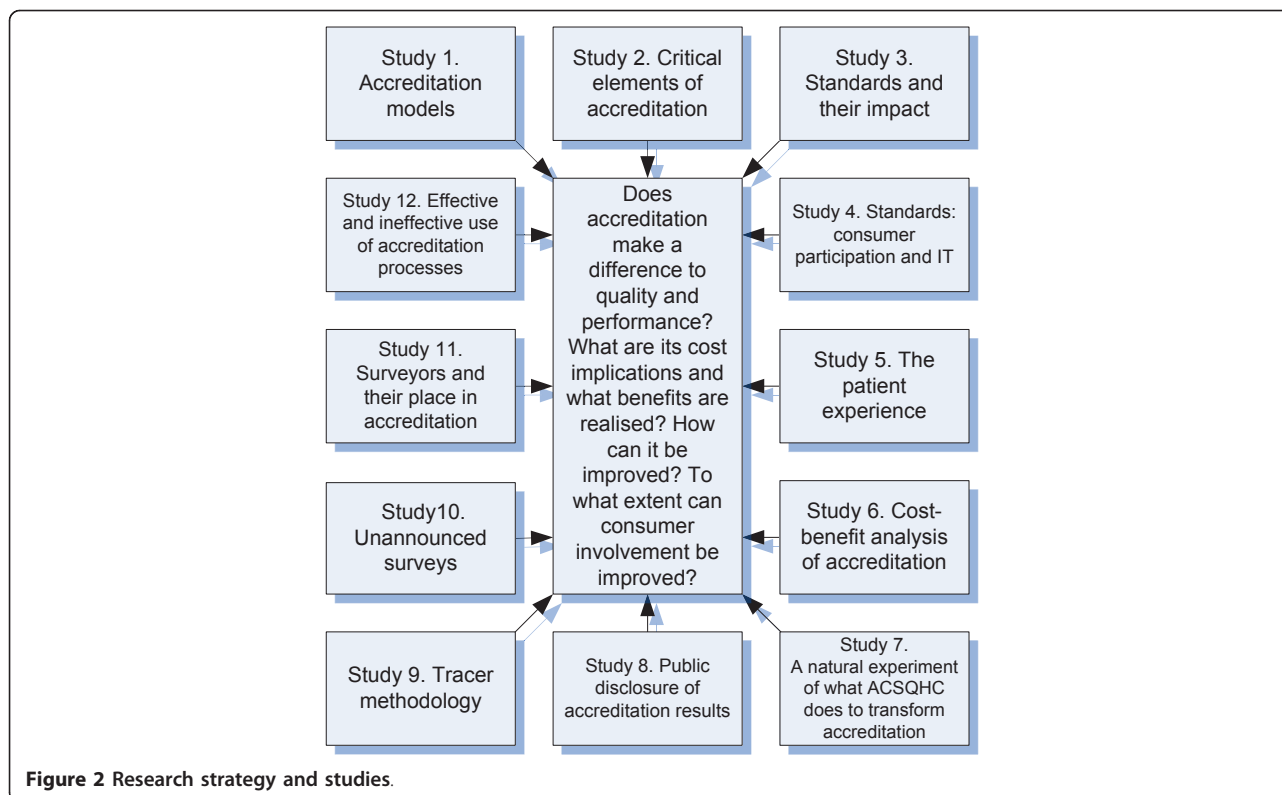 Study 1.
Accreditation
models
Study 2. Critical
elements of
accreditation
Study 3.
Standards and
their impact
Study 12. Effective
and ineffective use
of accreditation
processes
Does
accreditation
make a
difference to
quality and
performance?
What are its cost
implications and
what benefits are
realised? How
can it be
improved? To
what extent can
consumer
involvement be
improved?
Study 4. Standards:
consumer
participation and IT
Study 11.
Surveyors and
their place in
accreditation
Study 5. The
patient
experience
Study10.
Unannounced
surveys
Study 6. Cost-
benefit analysis
of accreditation
Study 9. Tracer
methodology
Study 8. Public
disclosure of
accreditation results
Study 7.
A natural experiment
of what ACSQHC
does to transform
accreditation
Figure 2 Research strategy and studies.